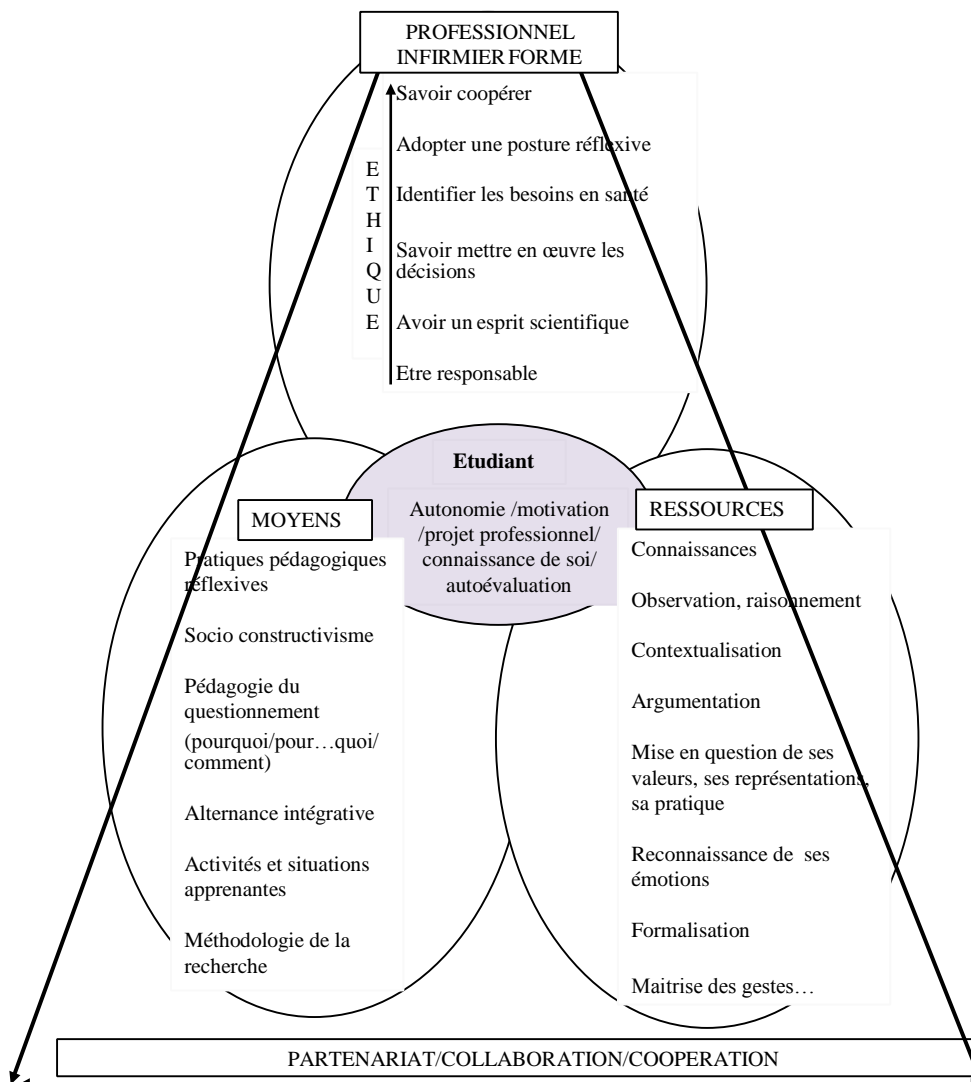 PROFESSIONNEL
INFIRMIER FORME
Savoir coopérer
Adopter une posture réflexive
Identifier les besoins en santé
Savoir mettre en œuvre les
décisions
Avoir un esprit scientifique
Etre responsable
E
T
H
I
Q
U
E
Etudiant
Autonomie /motivation
/projet professionnel/
connaissance de soi/
autoévaluation
MOYENS
Pratiques pédagogiques
réflexives
Socio constructivisme
Pédagogie du
questionnement
(pourquoi/pour…quoi/
comment)
Alternance intégrative
Activités et situations
apprenantes
Méthodologie de la
recherche
RESSOURCES
Connaissances
Observation, raisonnement
Contextualisation
Argumentation
Mise en question de ses
valeurs, ses représentations,
sa pratique
Reconnaissance de ses
émotions
Formalisation
Maitrise des gestes…
PARTENARIAT/COLLABORATION/COOPERATION